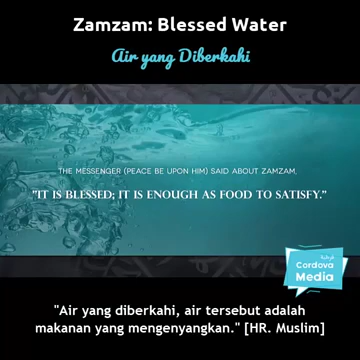 Zamzam: Blessed Water
Air yang Diberkahi
THE MESSENGER (PEACE BE UPON HIM) SAID ABOUT ZAMZAM,
"IT IS BLESSED; IT IS ENOUGH AS FOOD TO SATISFY."
قرطبة
Cordova
Media
"Air yang diberkahi, air tersebut adalah
makanan yang mengenyangkan." [HR. Muslim]